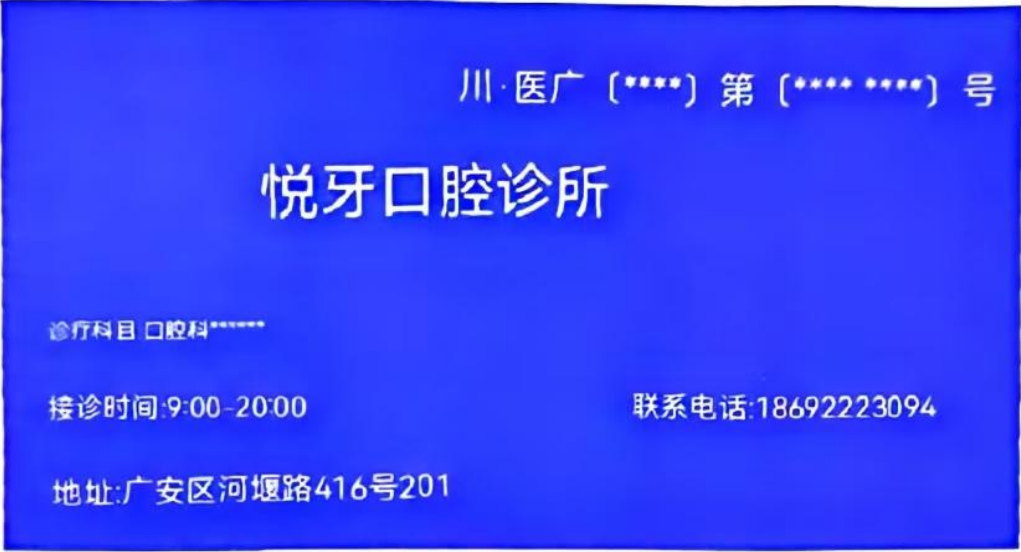 川·医广（****）第（**** ****）号
悦牙口腔诊所
诊疗科目 口腔科******
接诊时间:9:00-20:00
联系电话:18692223094
地址:广安区河堰路416号201